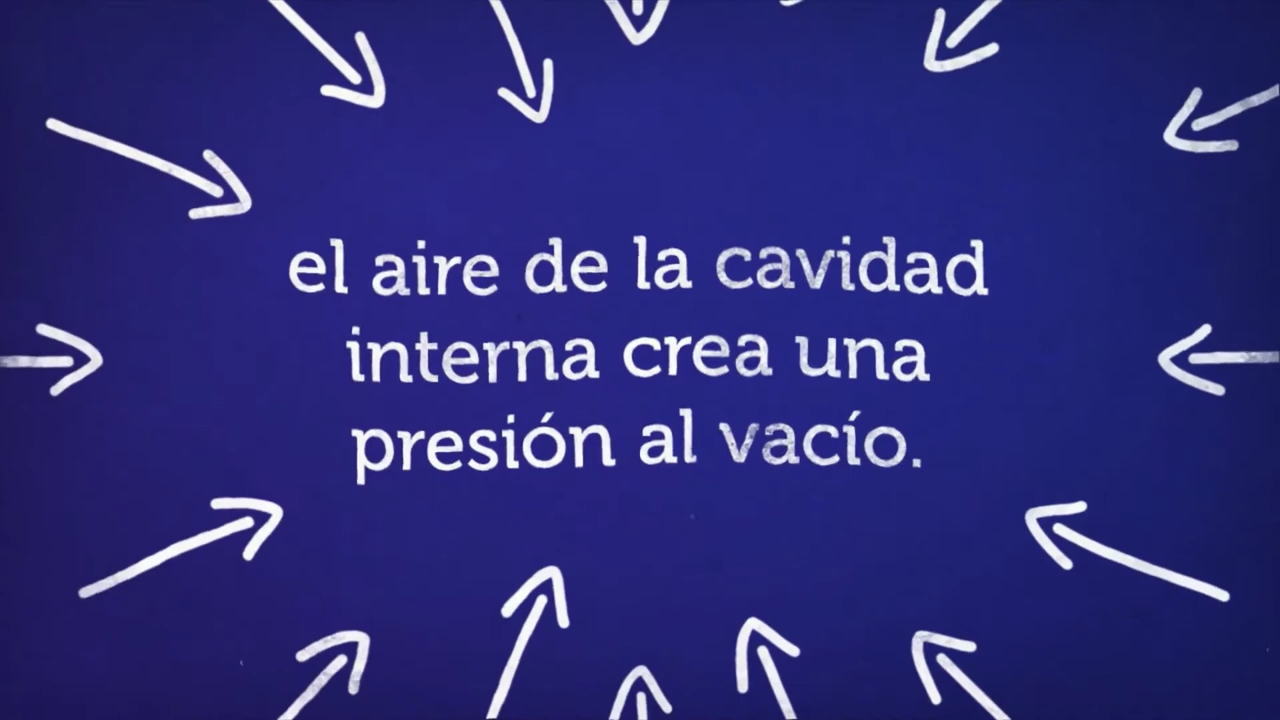 el aire de la cavidad
interna crea una
presión al vacío.